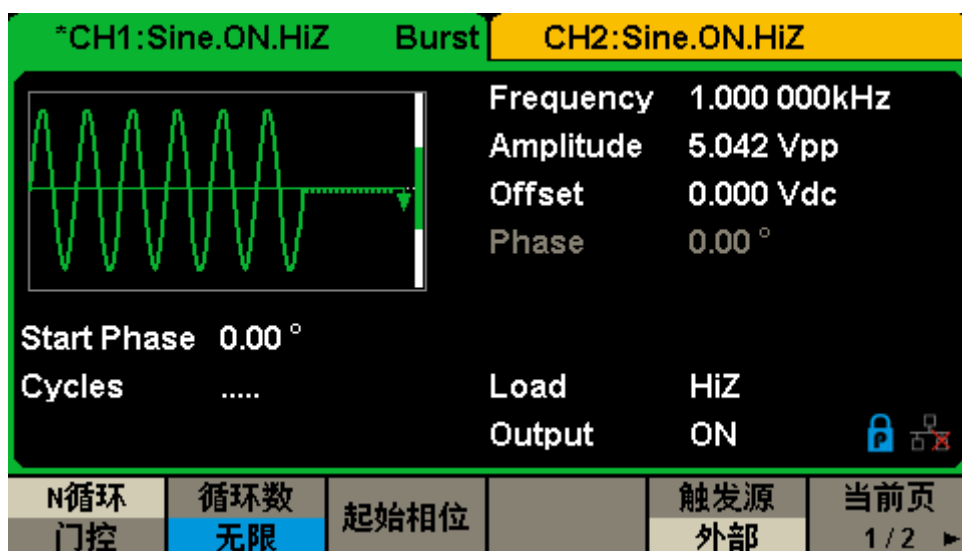 *CH1:Sine.ON.HiZ Burst CH2:Sine.ON.HiZ
Frequency 1.000 000kHz
Amplitude 5.042 Vpp
Offset 0.000 Vdc
Phase 0.00 °
Start Phase 0.00 °
Cycles .....
Load HiZ
Output ON
P
N循环 循环数 起始相位 触发源 当前页
门控 无限 外部 1 / 2